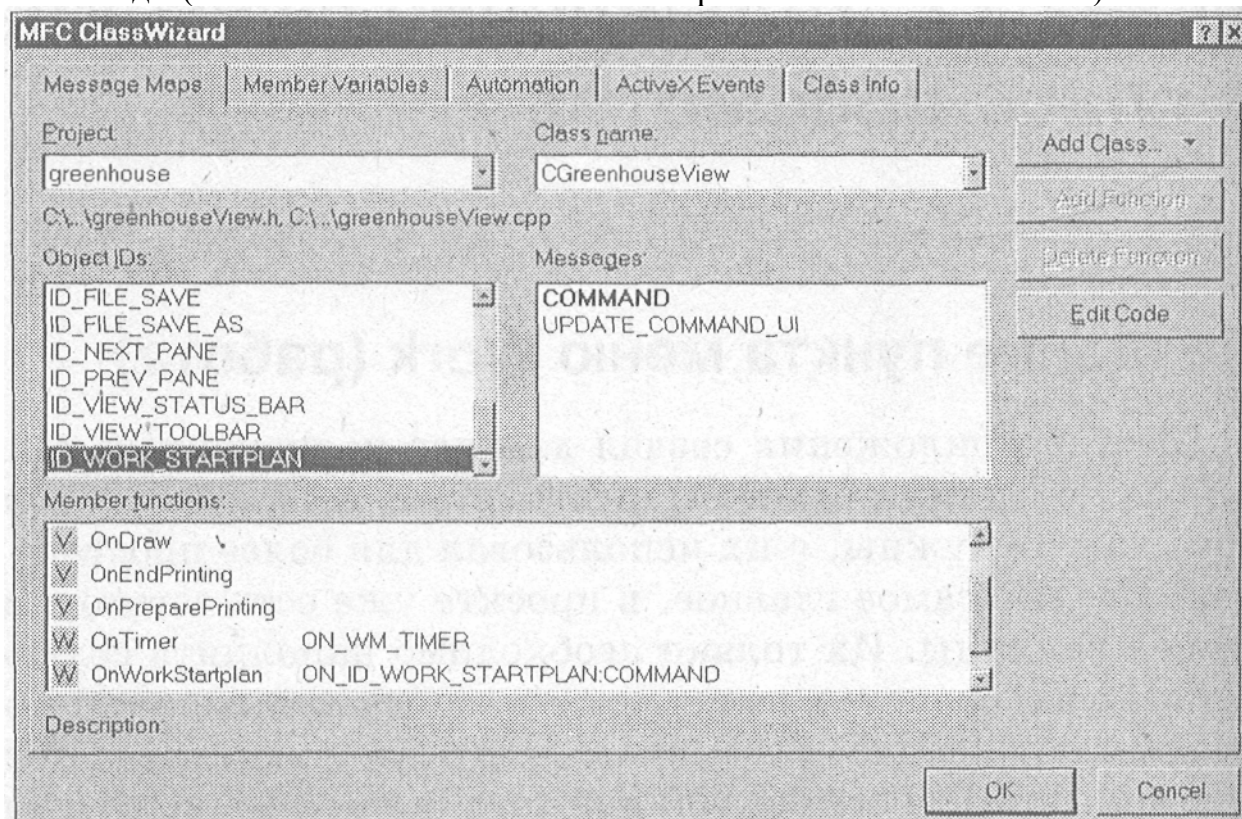 MFC ClassWizard
Message Maps Member Variables Automation ActiveX Events Class Info
Project: Class name:
Add Class...
greenhouse CGreenhouseView
Add Function
C:\..\greenhouseView.h, C:\..\greenhouseView.cpp
Object IDs: Messages:
Delete Function
ID_FILE_SAVE COMMAND
ID_FILE_SAVE_AS UPDATE_COMMAND_UI
Edit Code
ID_NEXT_PANE
ID_PREV_PANE
ID_VIEW_STATUS_BAR
ID_VIEW_TOOLBAR
ID_WORK_STARTPLAN
Member functions:
V OnDraw
V OnEndPrinting
V OnPreparePrinting
W OnTimer ON_WM_TIMER
W OnWorkStartplan ON_ID_WORK_STARTPLAN:COMMAND
Description:
OK Cancel